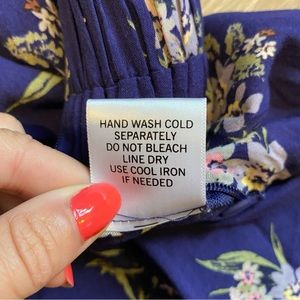 HAND WASH COLD
SEPARATELY
DO NOT BLEACH
LINE DRY
USE COOL IRON
IF NEEDED